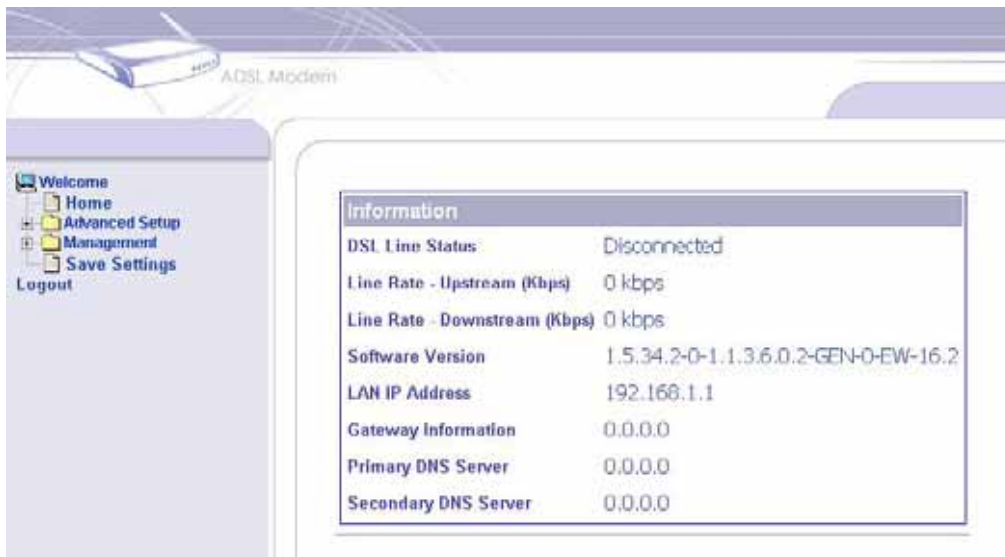 ADSL Modem
Welcome
Home
Advanced Setup
Management
Save Settings
Logout
Information
DSL Line Status Disconnected
Line Rate - Upstream (Kbps) 0 kbps
Line Rate - Downstream (Kbps) 0 kbps
Software Version 1.5.34.2-0-1.1.3.6.0.2-GEN-0-EW-16.2
LAN IP Address 192.168.1.1
Gateway Information 0.0.0.0
Primary DNS Server 0.0.0.0
Secondary DNS Server 0.0.0.0